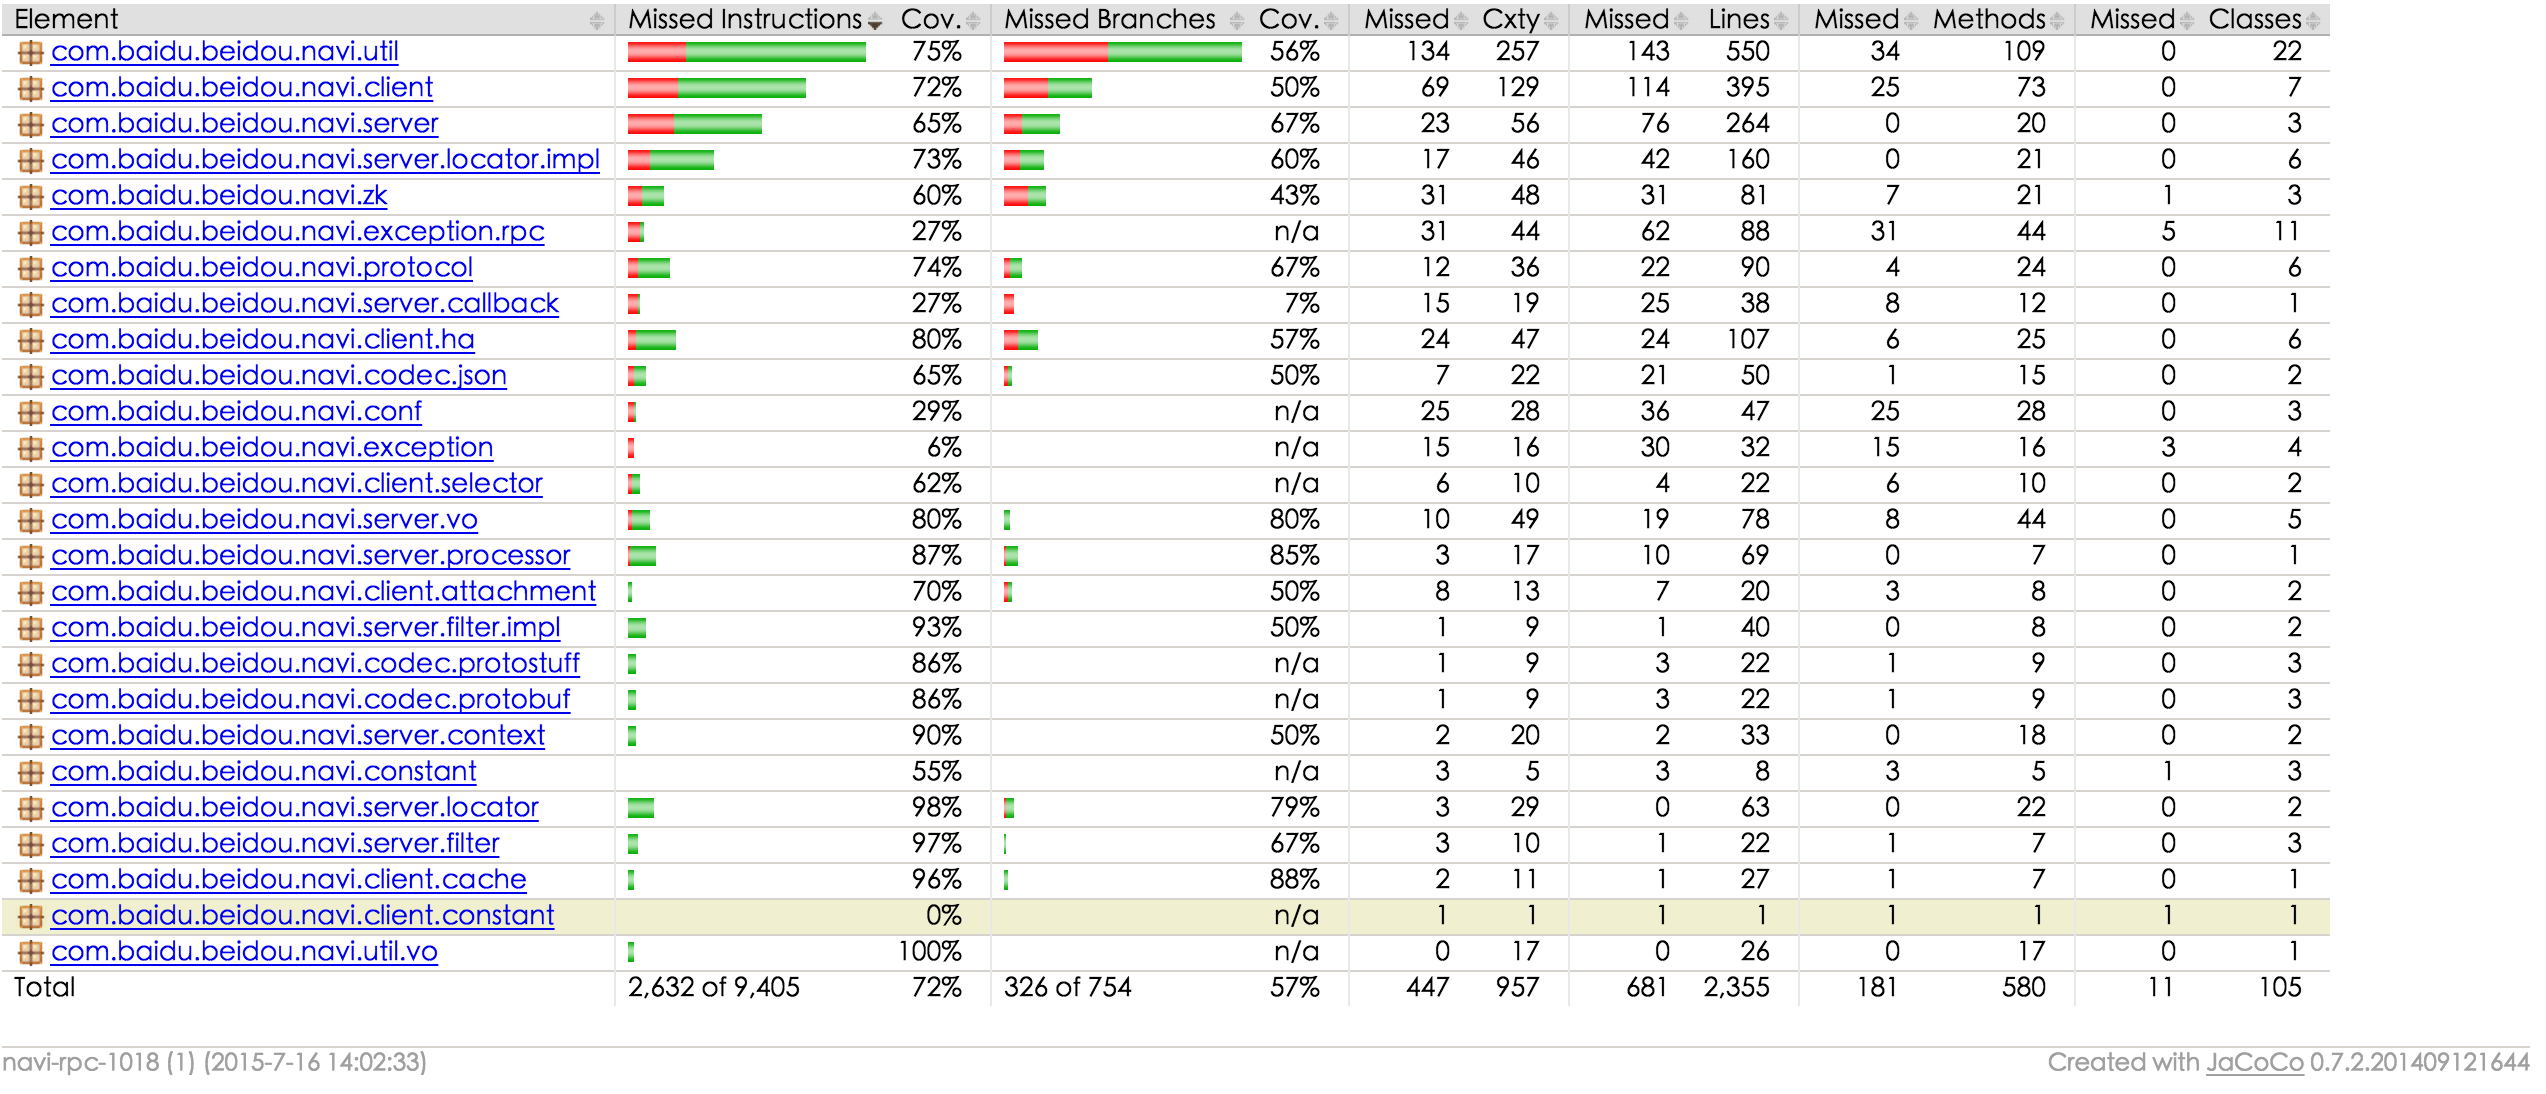 Element Missed Instructions Cov. Missed Branches Cov. Missed Cxty Missed Lines Missed Methods Missed Classes
com.baidu.beidou.navi.util 75% 56% 134 257 143 550 34 109 0 22
com.baidu.beidou.navi.client 72% 50% 69 129 114 395 25 73 0 7
com.baidu.beidou.navi.server 65% 67% 23 56 76 264 0 20 0 3
com.baidu.beidou.navi.server.locator.impl 73% 60% 17 46 42 160 0 21 0 6
com.baidu.beidou.navi.zk 60% 43% 31 48 31 81 7 21 1 3
com.baidu.beidou.navi.exception.rpc 27% n/a 31 44 62 88 31 44 5 11
com.baidu.beidou.navi.protocol 74% 67% 12 36 22 90 4 24 0 6
com.baidu.beidou.navi.server.callback 27% 7% 15 19 25 38 8 12 0 1
com.baidu.beidou.navi.client.ha 80% 57% 24 47 24 107 6 25 0 6
com.baidu.beidou.navi.codec.json 65% 50% 7 22 21 50 1 15 0 2
com.baidu.beidou.navi.conf 29% n/a 25 28 36 47 25 28 0 3
com.baidu.beidou.navi.exception 6% n/a 15 16 30 32 15 16 3 4
com.baidu.beidou.navi.client.selector 62% n/a 6 10 4 22 6 10 0 2
com.baidu.beidou.navi.server.vo 80% 80% 10 49 19 78 8 44 0 5
com.baidu.beidou.navi.server.processor 87% 85% 3 17 10 69 0 7 0 1
com.baidu.beidou.navi.client.attachment 70% 50% 8 13 7 20 3 8 0 2
com.baidu.beidou.navi.server.filter.impl 93% 50% 1 9 1 40 0 8 0 2
com.baidu.beidou.navi.codec.protostuff 86% n/a 1 9 3 22 1 9 0 3
com.baidu.beidou.navi.codec.protobuf 86% n/a 1 9 3 22 1 9 0 3
com.baidu.beidou.navi.server.context 90% 50% 2 20 2 33 0 18 0 2
com.baidu.beidou.navi.constant 55% n/a 3 5 3 8 3 5 1 3
com.baidu.beidou.navi.server.locator 98% 79% 3 29 0 63 0 22 0 2
com.baidu.beidou.navi.server.filter 97% 67% 3 10 1 22 1 7 0 3
com.baidu.beidou.navi.client.cache 96% 88% 2 11 1 27 1 7 0 1
com.baidu.beidou.navi.client.constant 0% n/a 1 1 1 1 1 1 1 1
com.baidu.beidou.navi.util.vo 100% n/a 0 17 0 26 0 17 0 1
Total 2,632 of 9,405 72% 326 of 754 57% 447 957 681 2,355 181 580 11 105
navi-rpc-1018 (1) (2015-7-16 14:02:33) Created with JaCoCo 0.7.2.201409121644